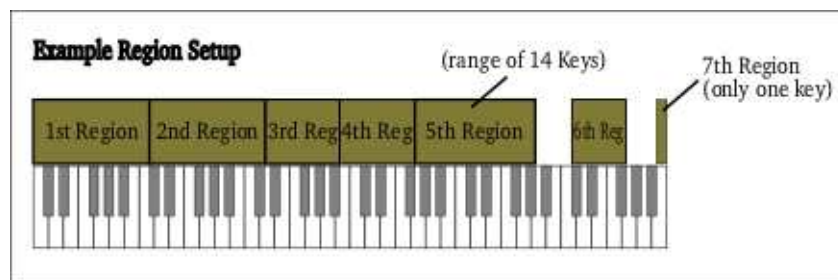 Example Region Setup
(range of 14 Keys)
7th Region
(only one key)
1st Region
2nd Region
3rd Reg
4th Reg
5th Region
6th Reg